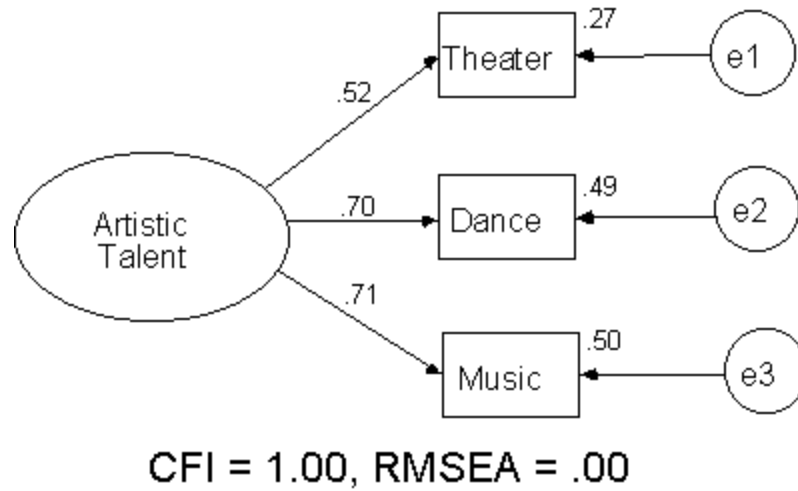 .27
Theater
e1
.52
.49
Artistic
Talent
.70
Dance
e2
.71
.50
Music
e3
CFI = 1.00, RMSEA = .00